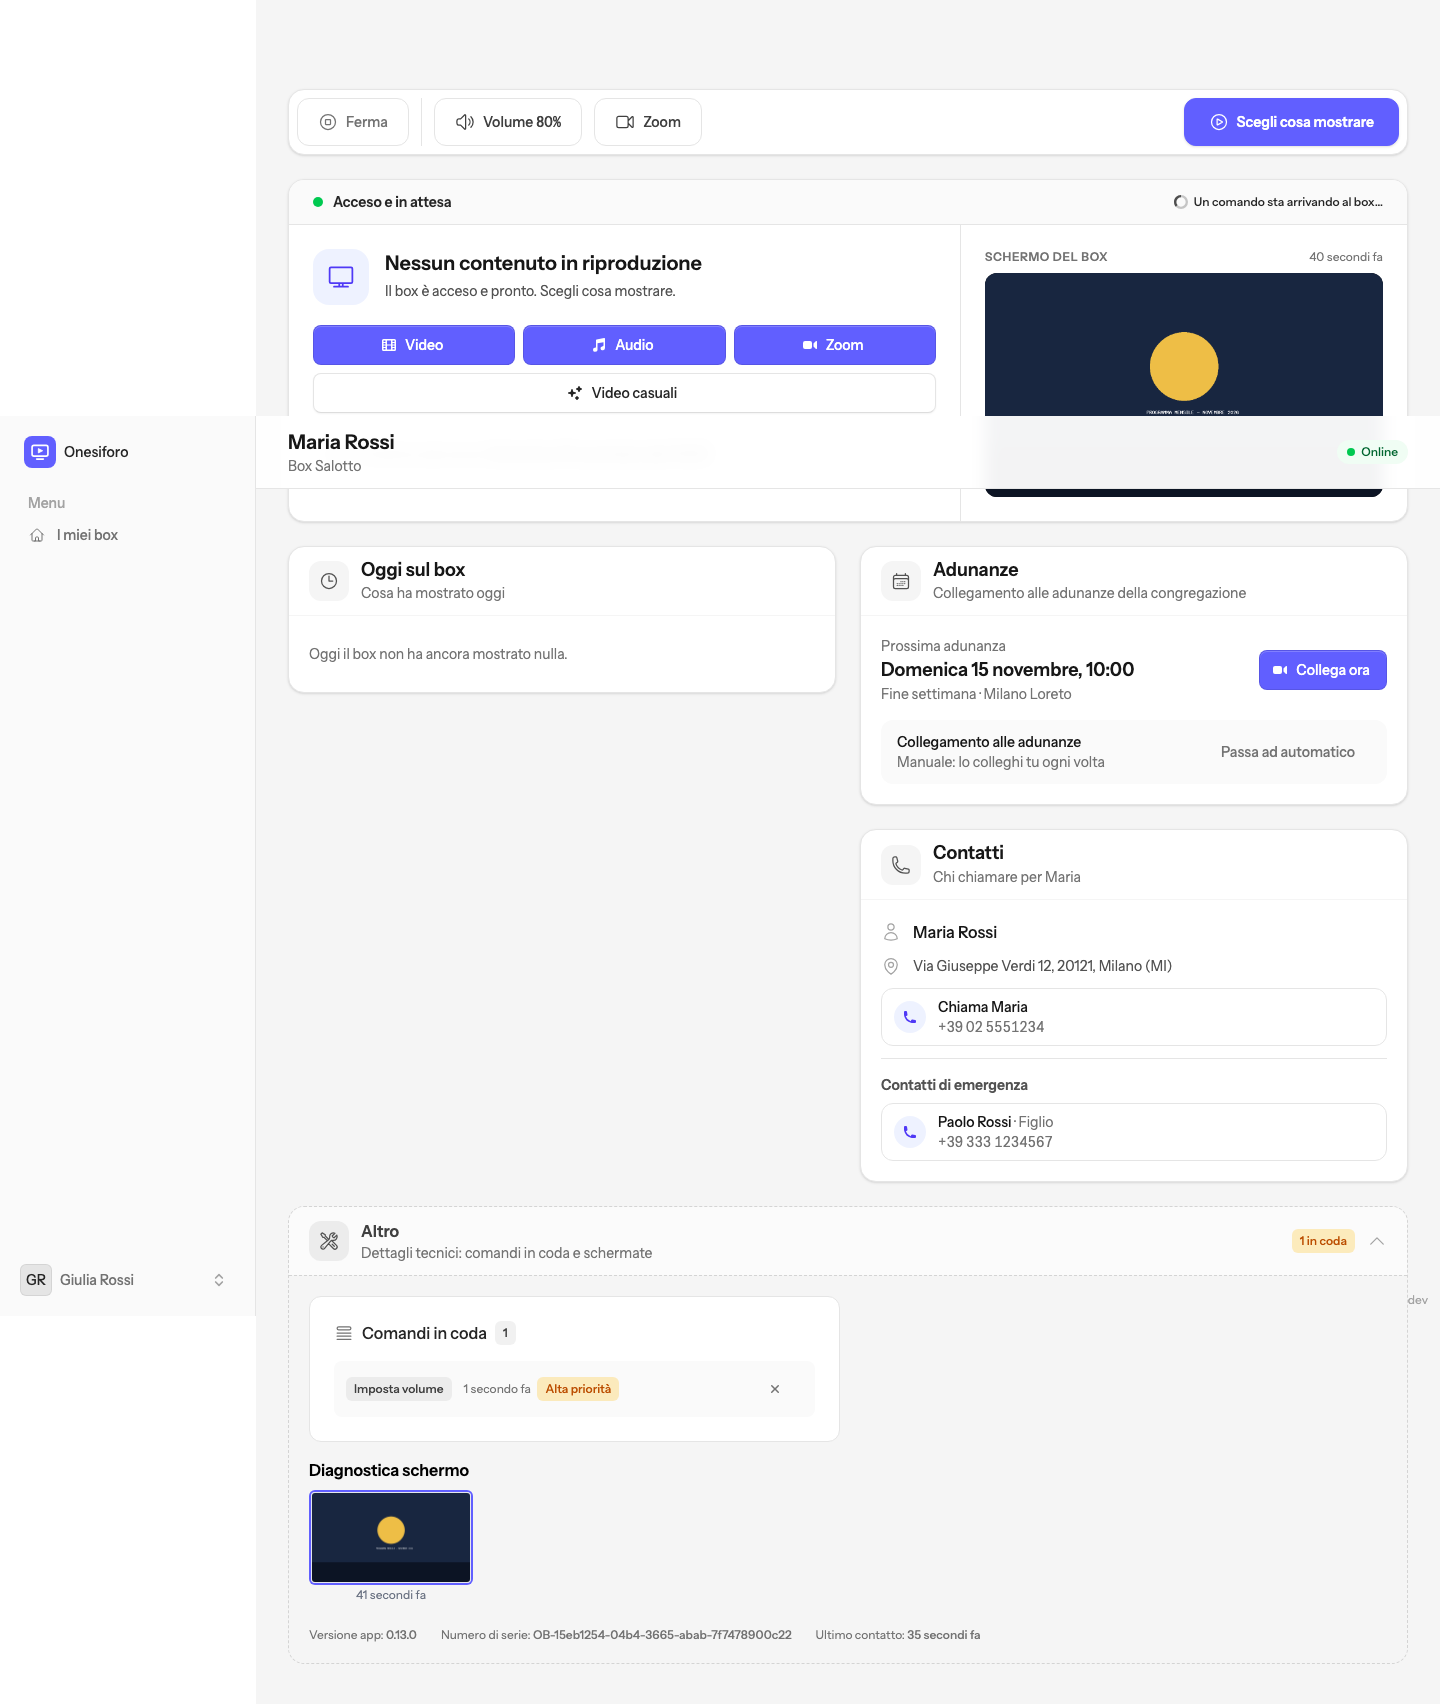 Ferma
Volume 80%
Zoom
Scegli cosa mostrare
Acceso e in attesa
Un comando sta arrivando al box…
Nessun contenuto in riproduzione
Il box è acceso e pronto. Scegli cosa mostrare.
Video
Audio
Zoom
Video casuali
SCHERMO DEL BOX
40 secondi fa
PROGRAMMA MENSILE — NOVEMBRE 2026
Onesiforo
Menu
I miei box
Maria Rossi
Box Salotto
Online
Oggi sul box
Cosa ha mostrato oggi
Oggi il box non ha ancora mostrato nulla.
Adunanze
Collegamento alle adunanze della congregazione
Prossima adunanza
Domenica 15 novembre, 10:00
Fine settimana · Milano Loreto
Collega ora
Collegamento alle adunanze
Manuale: lo colleghi tu ogni volta
Passa ad automatico
Contatti
Chi chiamare per Maria
Maria Rossi
Via Giuseppe Verdi 12, 20121, Milano (MI)
Chiama Maria
+39 02 5551234
Contatti di emergenza
Paolo Rossi · Figlio
+39 333 1234567
GR
Giulia Rossi
Altro
Dettagli tecnici: comandi in coda e schermate
1 in coda
dev
Comandi in coda 1
Imposta volume
1 secondo fa
Alta priorità
Diagnostica schermo
41 secondi fa
Versione app: 0.13.0
Numero di serie: OB-15eb1254-04b4-3665-abab-7f7478900c22
Ultimo contatto: 35 secondi fa